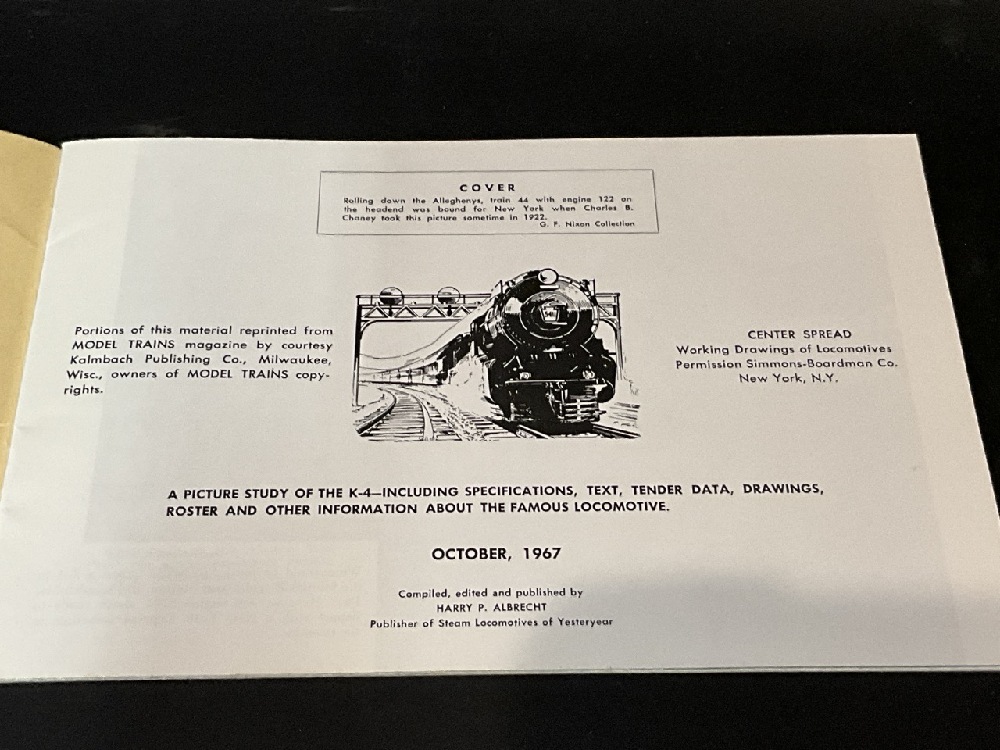 COVER
Rolling down the Alleghenys, train 44 with engine 122 on
the headend was bound for New York when Charles B.
Chaney took this picture sometime in 1922.
G. P. Nixon Collection
Portions of this material reprinted from
MODEL TRAINS magazine by courtesy
Kalmbach Publishing Co., Milwaukee,
Wisc., owners of MODEL TRAINS copy-
rights.
CENTER SPREAD
Working Drawings of Locomotives
Permission Simmons-Boardman Co.
New York, N.Y.
A PICTURE STUDY OF THE K-4—INCLUDING SPECIFICATIONS, TEXT, TENDER DATA, DRAWINGS,
ROSTER AND OTHER INFORMATION ABOUT THE FAMOUS LOCOMOTIVE.
OCTOBER, 1967
Compiled, edited and published by
HARRY P. ALBRECHT
Publisher of Steam Locomotives of Yesteryear